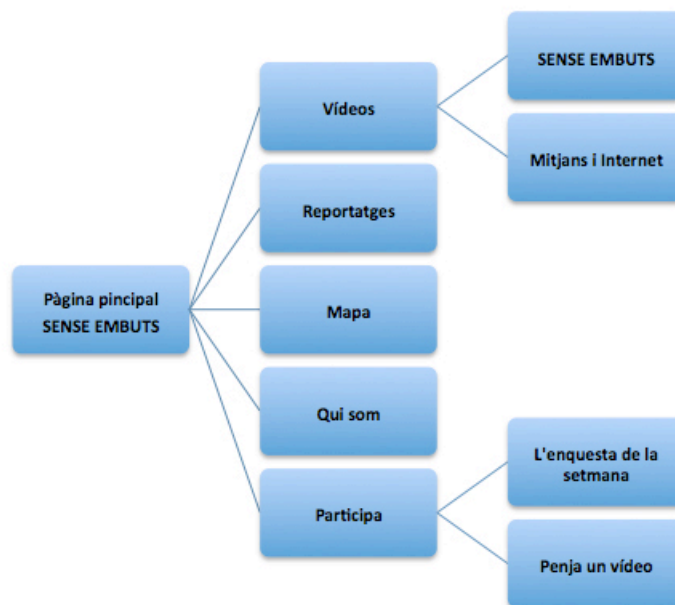 Pàgina pincipal
SENSE EMBUTS
Vídeos
SENSE EMBUTS
Mitjans i Internet
Reportatges
Mapa
Qui som
Participa
L'enquesta de la
setmana
Penja un vídeo